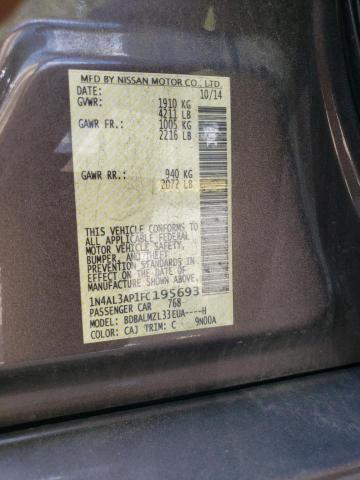 MFD BY NISSAN MOTOR CO., LTD.
DATE: 10/14
GVWR: 1910 KG
4211 LB
GAWR FR.: 1005 KG
2216 LB
GAWR RR.: 940 KG
2072 LB
THIS VEHICLE CONFORMS TO
ALL APPLICABLE FEDERAL
MOTOR VEHICLE SAFETY,
BUMPER, AND THEFT
PREVENTION STANDARDS IN
EFFECT ON THE DATE OF
MANUFACTURE SHOWN ABOVE.
1N4AL3AP1FC195693
PASSENGER CAR 768
MODEL: BDBALMZL33EUA----H
COLOR: CAJ TRIM: C 9N00A